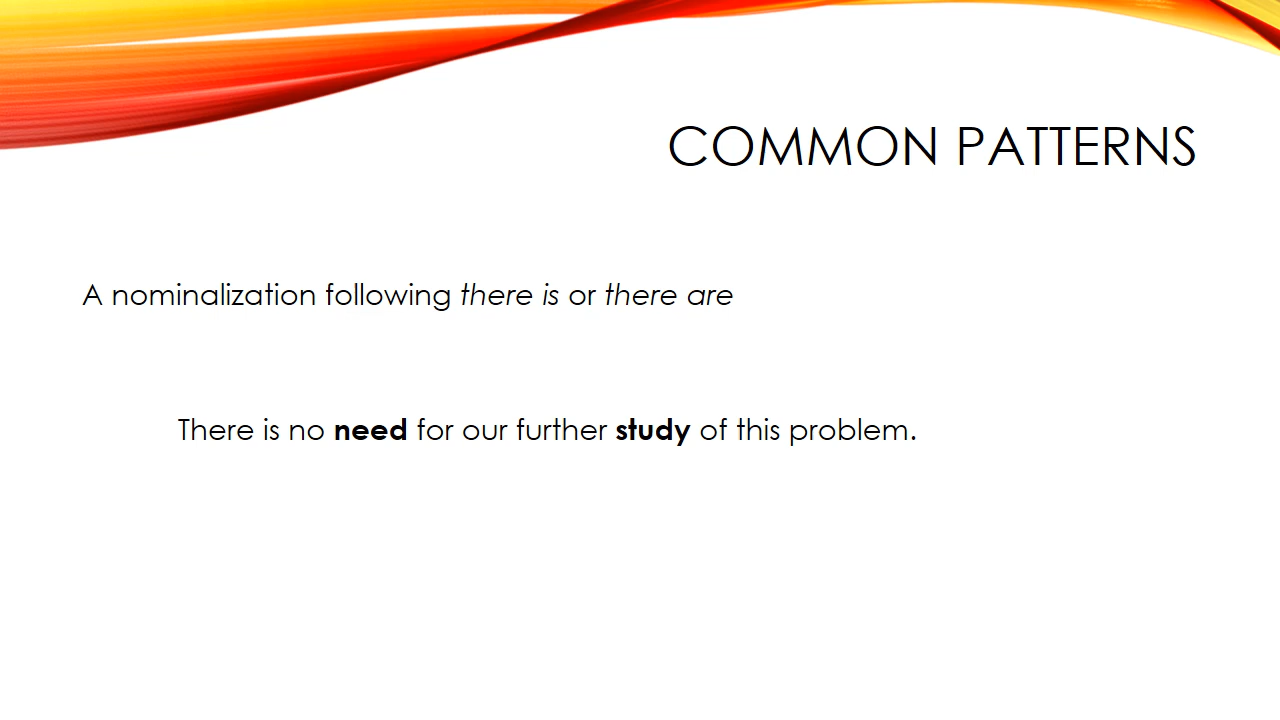 COMMON PATTERNS
A nominalization following there is or there are
There is no need for our further study of this problem.